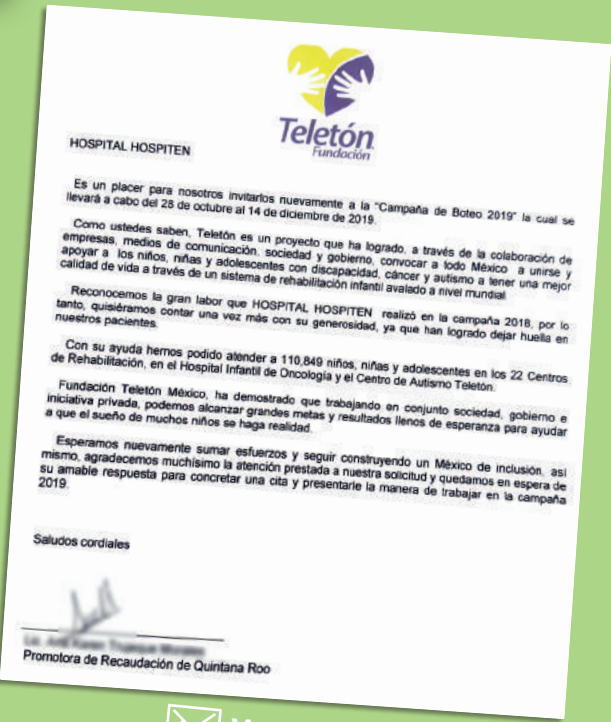 Teletón
Fundación
HOSPITAL HOSPITEN
Es un placer para nosotros invitarlos nuevamente a la "Campaña de Boteo 2019" la cual se
llevará a cabo del 28 de octubre al 14 de diciembre de 2019.
Como ustedes saben, Teletón es un proyecto que ha logrado, a través de la colaboración de
empresas, medios de comunicación, sociedad y gobierno, convocar a todo México a unirse y
apoyar a los niños, niñas y adolescentes con discapacidad, cáncer y autismo a tener una mejor
calidad de vida a través de un sistema de rehabilitación infantil avalado a nivel mundial.
Reconocemos la gran labor que HOSPITAL HOSPITEN realizó en la campaña 2018, por lo
tanto, quisiéramos contar una vez más con su generosidad, ya que han logrado dejar huella en
nuestros pacientes.
Con su ayuda hemos podido atender a 110,849 niños, niñas y adolescentes en los 22 Centros
de Rehabilitación, en el Hospital Infantil de Oncología y el Centro de Autismo Teletón.
Fundación Teletón México, ha demostrado que trabajando en conjunto sociedad, gobierno e
iniciativa privada, podemos alcanzar grandes metas y resultados llenos de esperanza para ayudar
a que el sueño de muchos niños se haga realidad.
Esperamos nuevamente sumar esfuerzos y seguir construyendo un México de inclusión, así
mismo, agradecemos muchísimo la atención prestada a nuestra solicitud y quedamos en espera de
su amable respuesta para concretar una cita y presentarle la manera de trabajar en la campaña
2019.
Saludos cordiales
Promotora de Recaudación de Quintana Roo